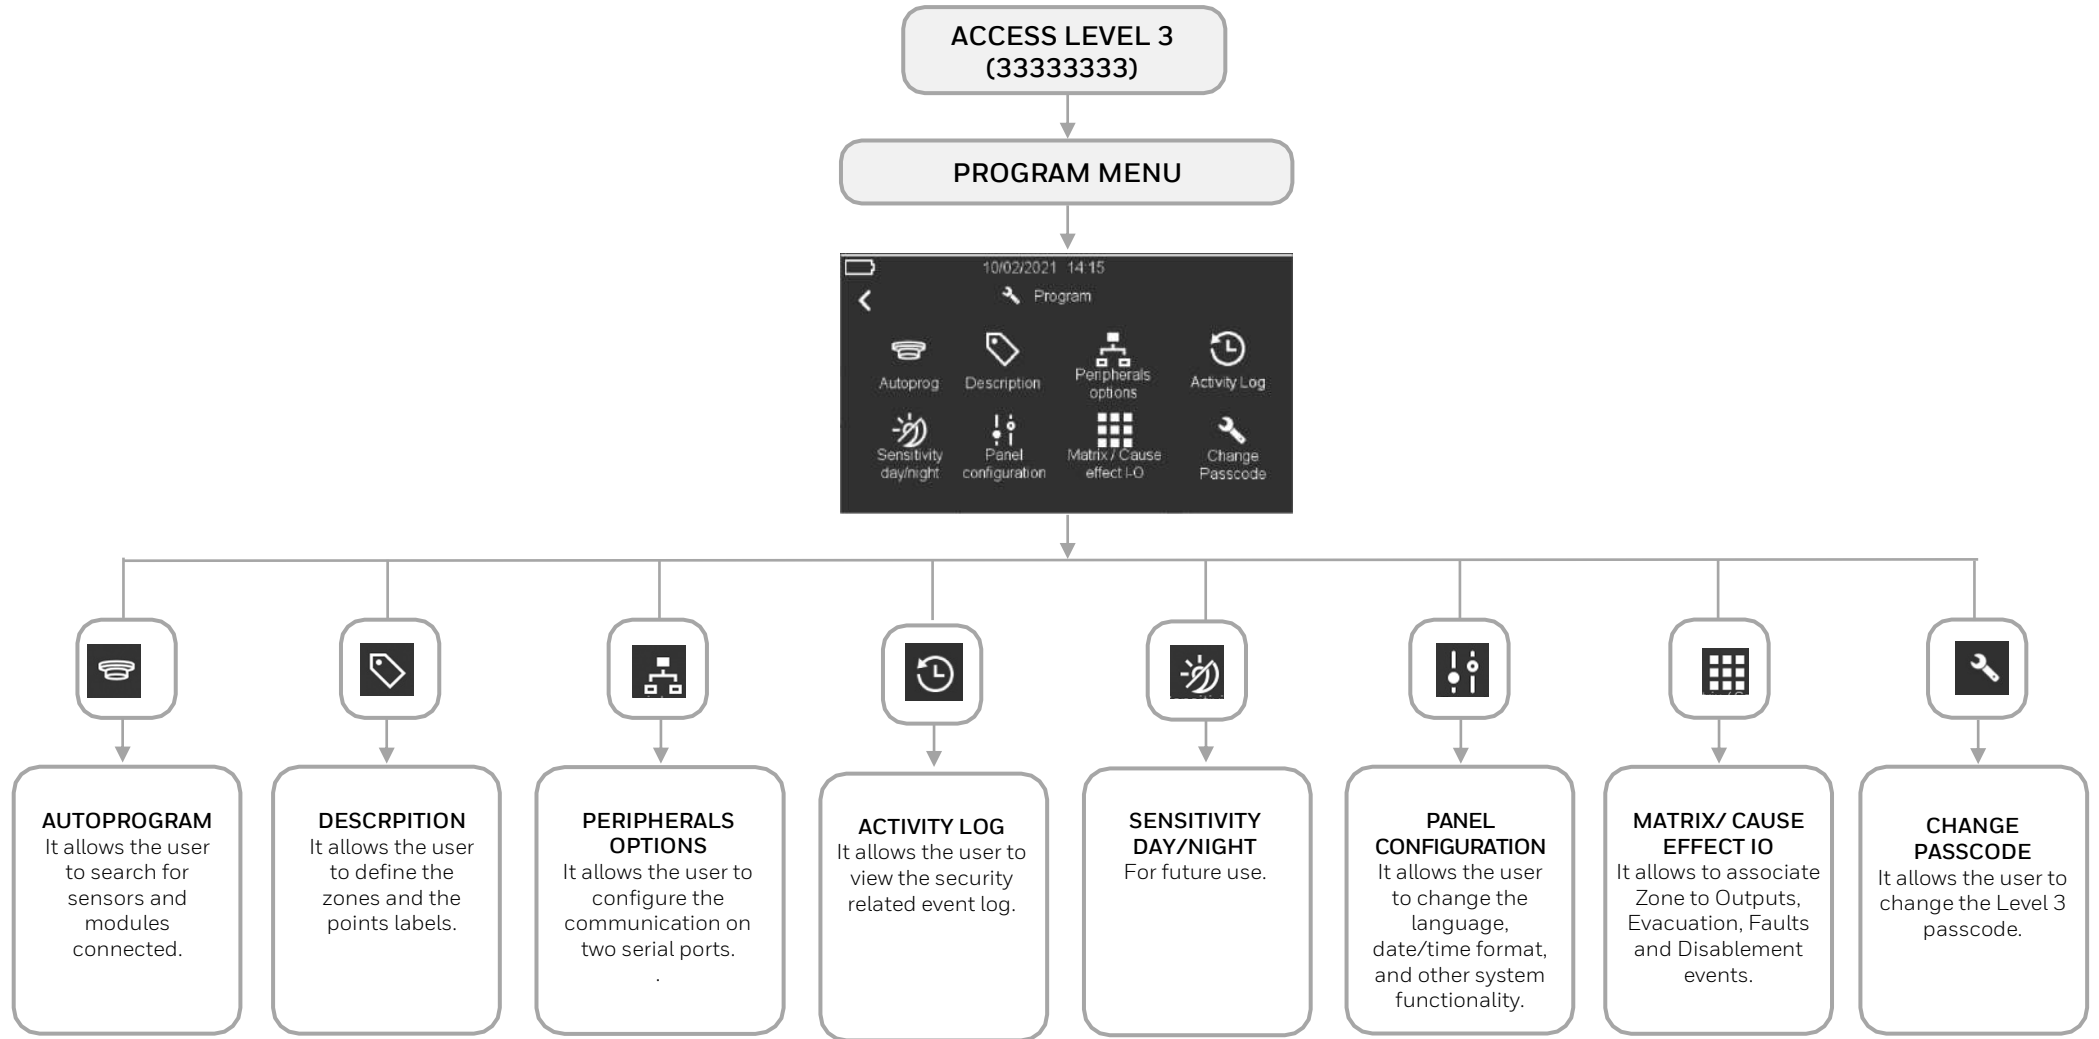 ACCESS LEVEL 3
(33333333)
PROGRAM MENU
10/02/2021 14:15
Program
Autoprog
Description
Peripherals
options
Activity Log
Sensitivity
day/night
Panel
configuration
Matrix / Cause
effect I-O
Change
Passcode
AUTOPROGRAM
It allows the user
to search for
sensors and
modules
connected.
DESCRPITION
It allows the user
to define the
zones and the
points labels.
PERIPHERALS
OPTIONS
It allows the user to
configure the
communication on
two serial ports.
.
ACTIVITY LOG
It allows the user to
view the security
related event log.
SENSITIVITY
DAY/NIGHT
For future use.
PANEL
CONFIGURATION
It allows the user
to change the
language,
date/time format,
and other system
functionality.
MATRIX/ CAUSE
EFFECT IO
It allows to associate
Zone to Outputs,
Evacuation, Faults
and Disablement
events.
CHANGE
PASSCODE
It allows the user to
change the Level 3
passcode.